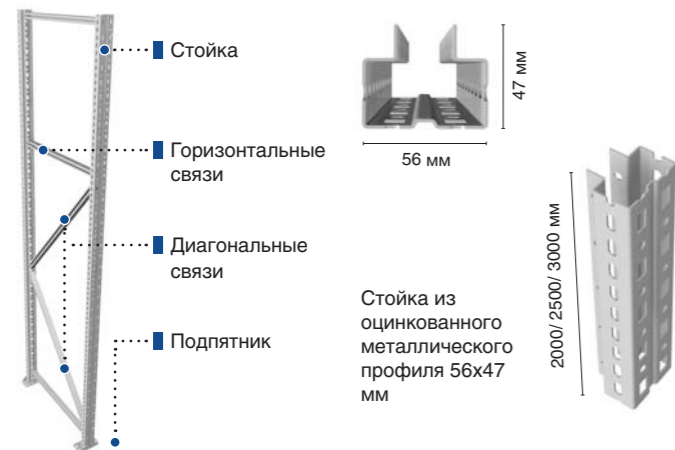 Стойка
Горизонтальные
связи
Диагональные
связи
Подпятник
47 мм
56 мм
Стойка из
оцинкованного
металлического
профиля 56х47
мм
2000/ 2500/ 3000 мм